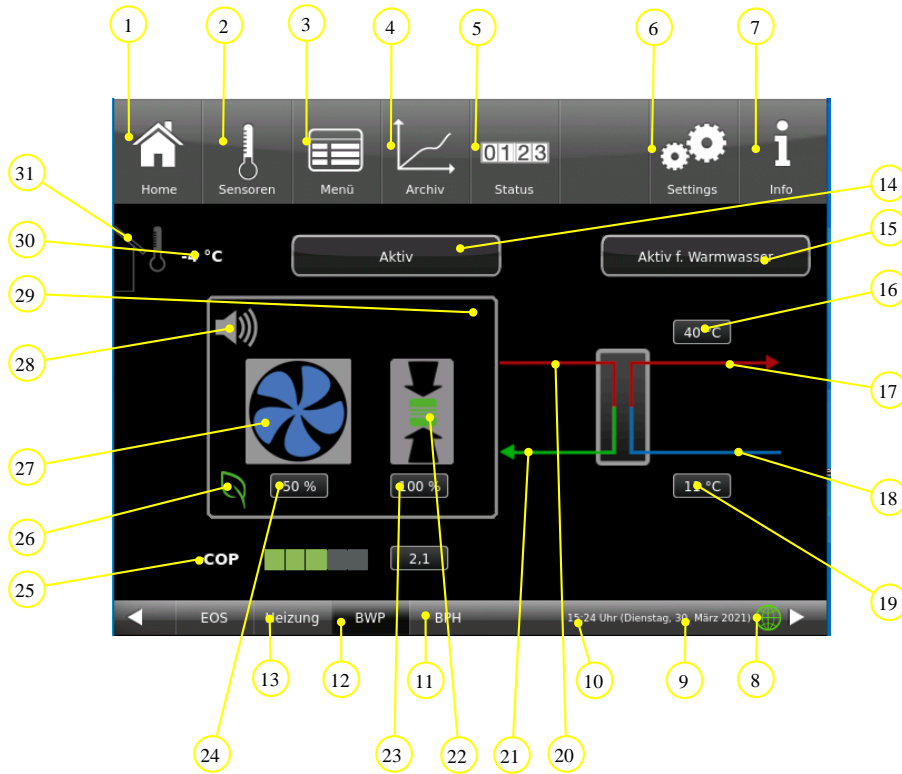 1 2 3 4 5 6 7
Home Sensoren Menü Archiv Status Settings Info
31
14
30 °C Aktiv Aktiv f. Warmwasser 15
29 16
28 17
27 18
26 50 % 100 % °C 19
25 COP 2,1
EOS Heizung BWP BPH 15:24 Uhr (Dienstag, 30. März 2021)
13 12 11 10 9 8
24 23 22 21 20
0123
40 °C